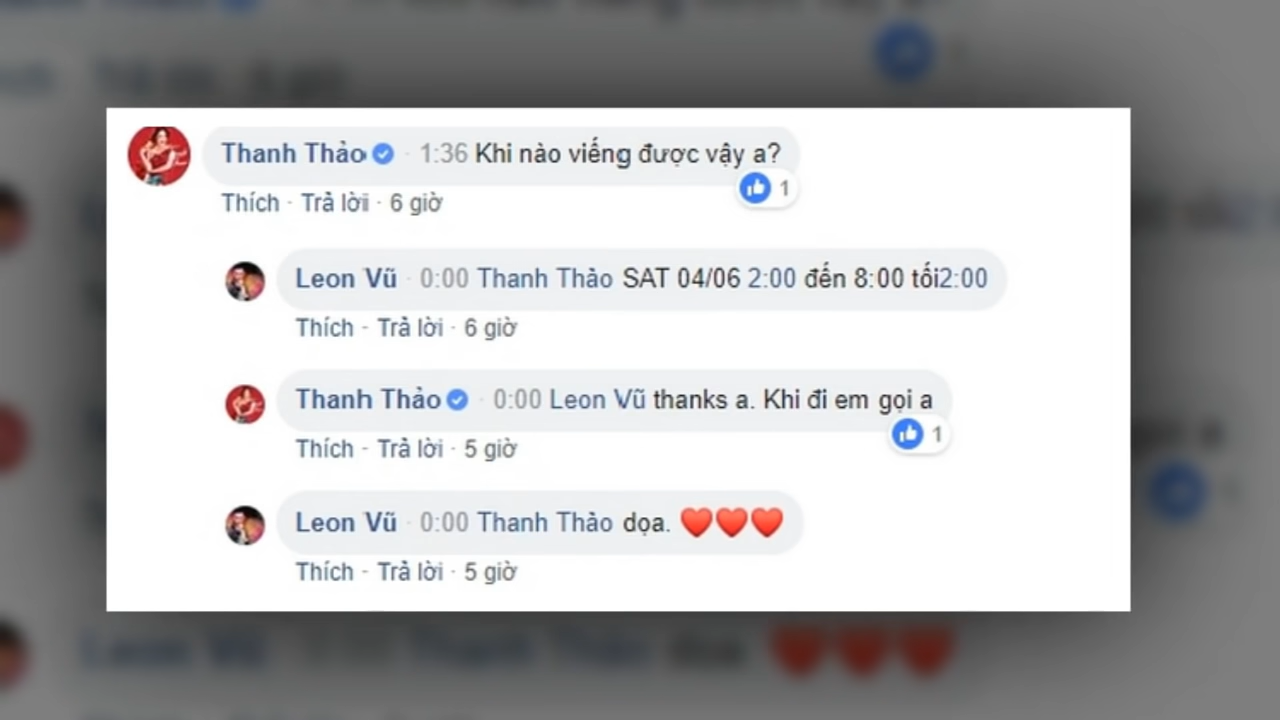 Thanh Thảo · 1:36 Khi nào viếng được vậy a?
1
Thích · Trả lời · 6 giờ
Leon Vũ · 0:00 Thanh Thảo SAT 04/06 2:00 đến 8:00 tối2:00
Thích · Trả lời · 6 giờ
Thanh Thảo · 0:00 Leon Vũ thanks a. Khi đi em gọi a
1
Thích · Trả lời · 5 giờ
Leon Vũ · 0:00 Thanh Thảo dọa. ❤️❤️❤️
Thích · Trả lời · 5 giờ